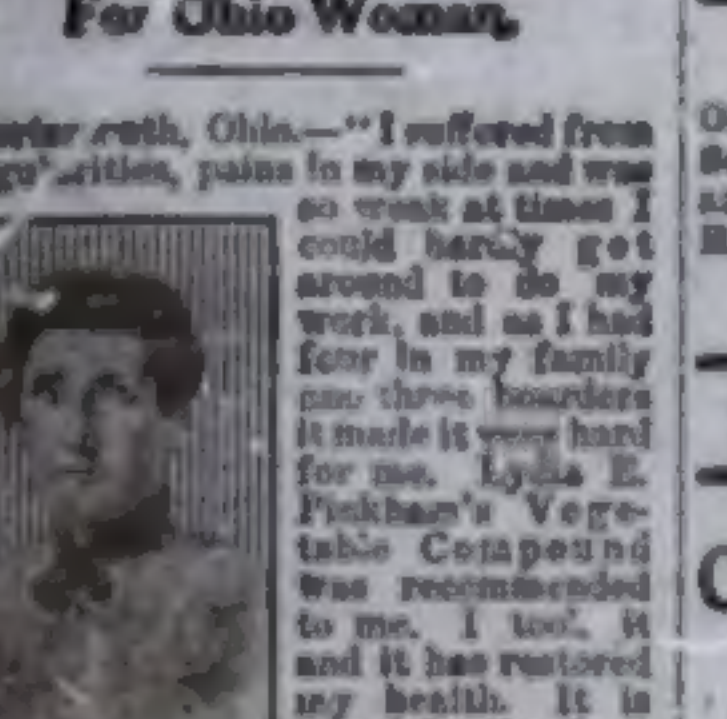 For Ohio Woman.
Ohio.—"I suffered from
pains in my side and was
so weak at times I
could hardly get
around to do my
work, and as I had
four in my family
and three boarders
it made it very hard
for me. Lydia E.
Pinkham's Vege-
table Compound
was recommended
to me. I took it
and it has restored
my health. It is